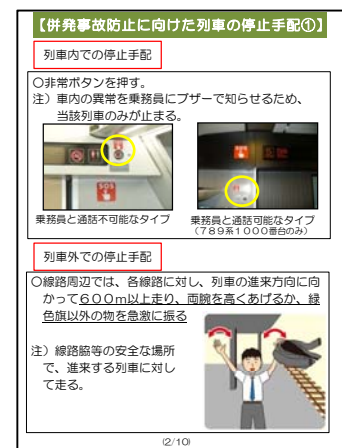 【併発事故防止に向けた列車の停止手配①】
列車内での停止手配
○非常ボタンを押す。
注）車内の異常を乗務員にブザーで知らせるため、
当該列車のみが止まる。
SOS
乗務員と通話不可能なタイプ
乗務員と通話可能なタイプ
（７８９系１０００番台のみ）
列車外での停止手配
○線路周辺では、各線路に対し、列車の進来方向に向
かって６００ｍ以上走り、両腕を高くあげるか、緑
色旗以外の物を急激に振る
注）線路脇等の安全な場所
で、進来する列車に対し
て走る。
(2/10)